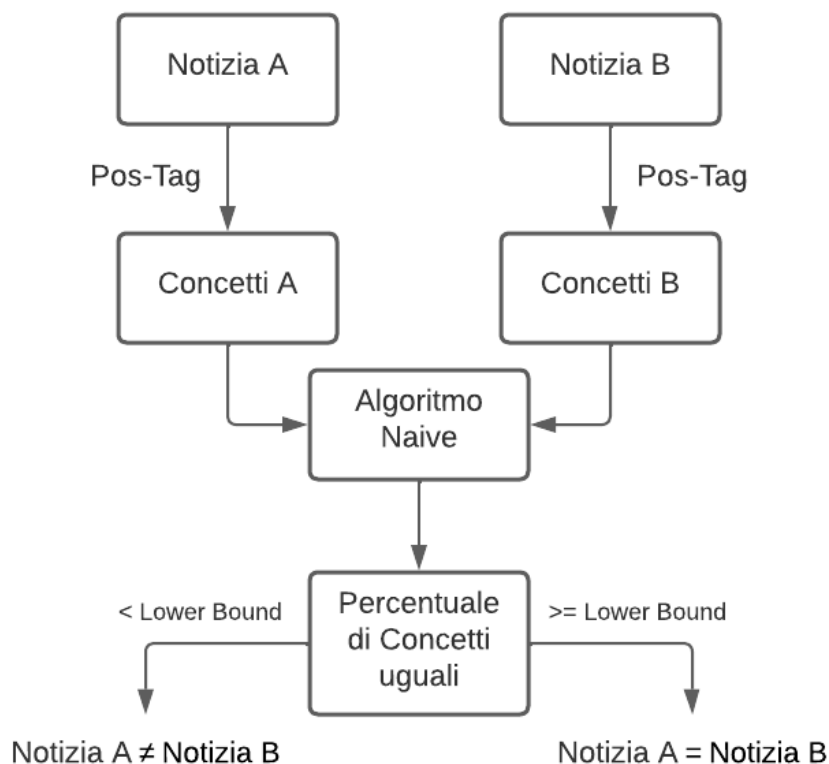 Notizia A
Notizia B
Pos-Tag
Pos-Tag
Concetti A
Concetti B
Algoritmo
Naive
Percentuale
di Concetti
uguali
< Lower Bound
>= Lower Bound
Notizia A ≠ Notizia B
Notizia A = Notizia B